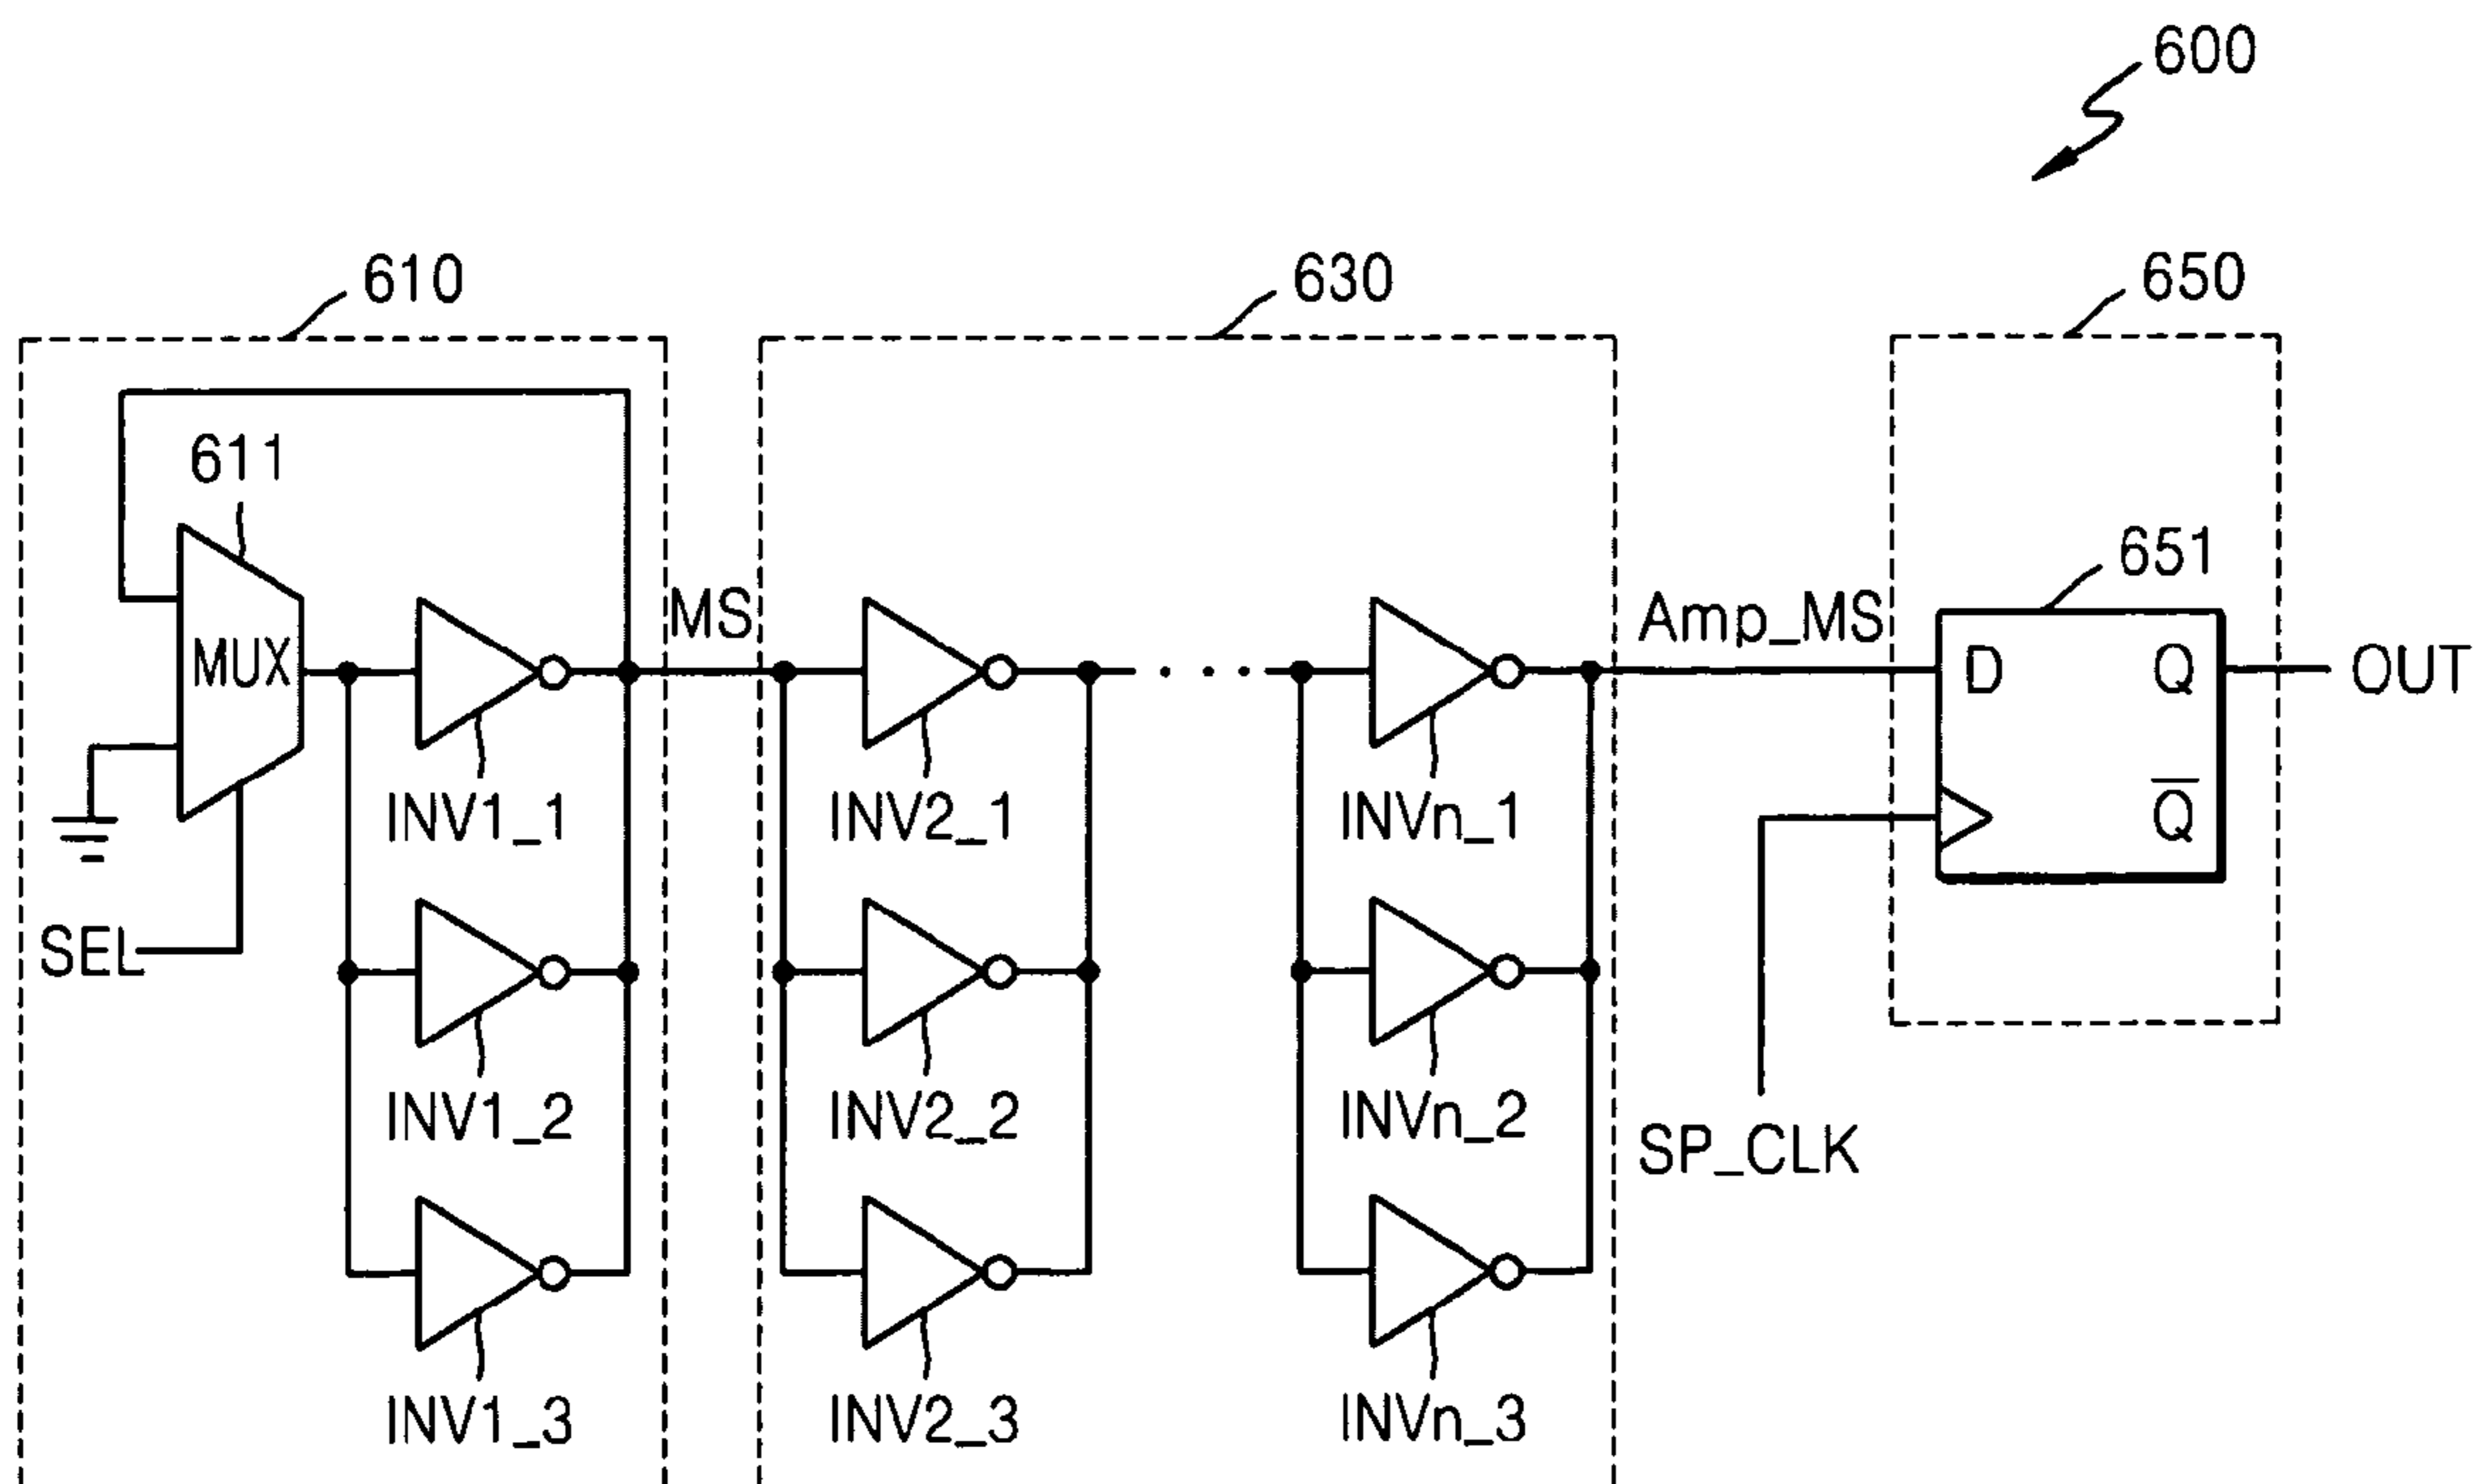 600
610
630
650
611
651
MS
Amp_MS
MUX
D
Q
OUT
INV1_1
INV2_1
INVn_1
Q̅
SEL
INV1_2
INV2_2
INVn_2
SP_CLK
INV1_3
INV2_3
INVn_3